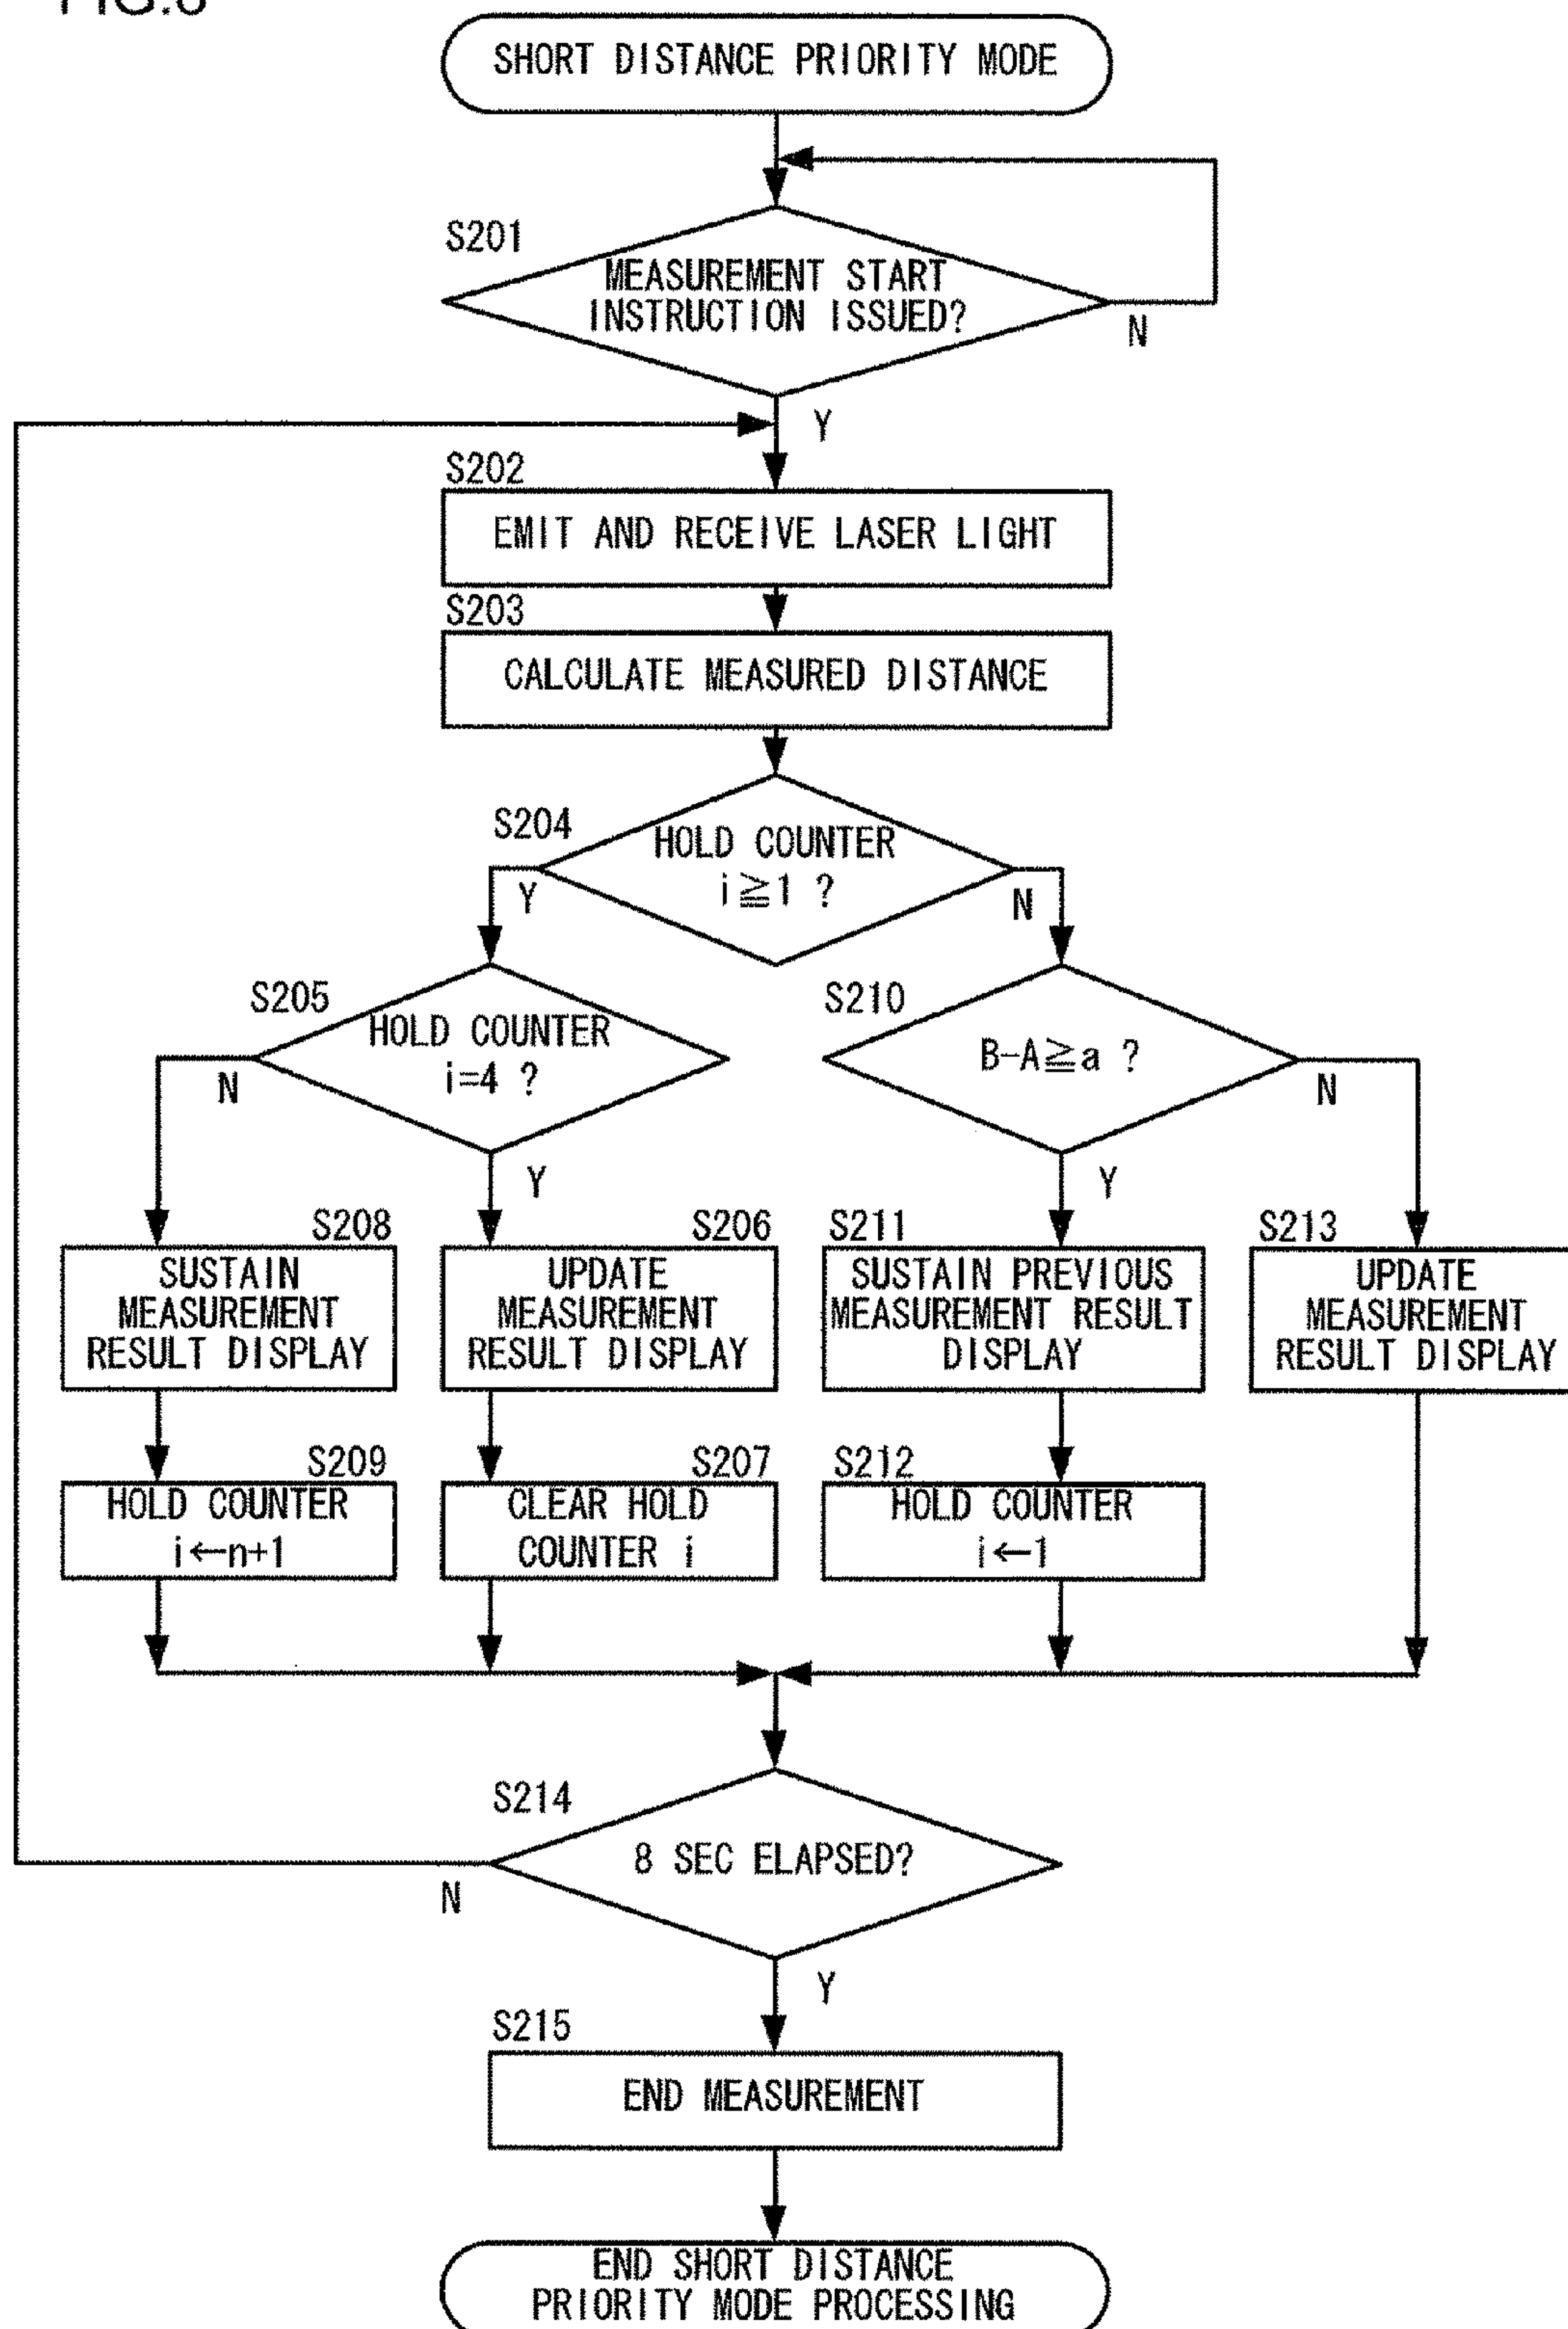 SHORT DISTANCE PRIORITY MODE
S201
MEASUREMENT START
INSTRUCTION ISSUED?
N
Y
S202
EMIT AND RECEIVE LASER LIGHT
S203
CALCULATE MEASURED DISTANCE
S204
HOLD COUNTER
i≧1 ?
Y
N
S205
HOLD COUNTER
i=4 ?
N
Y
S210
B-A≧a ?
Y
N
S208
SUSTAIN
MEASUREMENT
RESULT DISPLAY
S206
UPDATE
MEASUREMENT
RESULT DISPLAY
S211
SUSTAIN PREVIOUS
MEASUREMENT RESULT
DISPLAY
S213
UPDATE
MEASUREMENT
RESULT DISPLAY
S209
HOLD COUNTER
i←n+1
S207
CLEAR HOLD
COUNTER i
S212
HOLD COUNTER
i←1
S214
8 SEC ELAPSED?
N
Y
S215
END MEASUREMENT
END SHORT DISTANCE
PRIORITY MODE PROCESSING